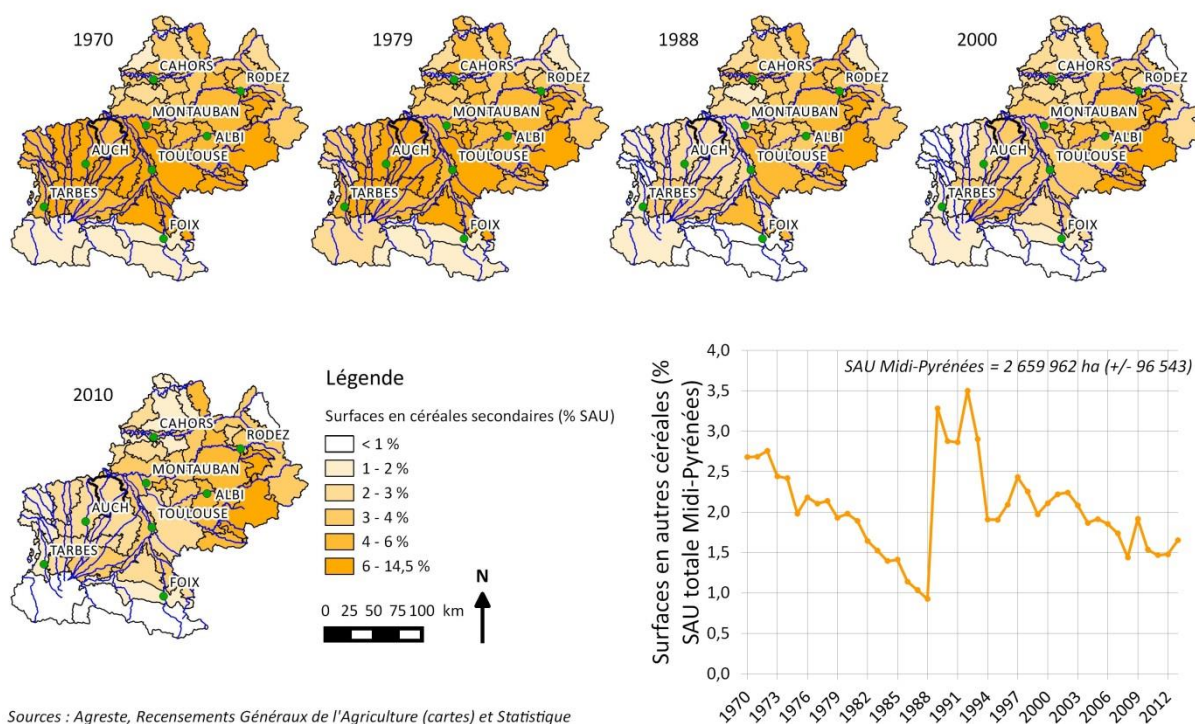 1970
CAHORS
RODEZ
MONTAUBAN
ALBI
AUCH
TOULOUSE
TARBES
FOIX
1979
CAHORS
RODEZ
MONTAUBAN
ALBI
AUCH
TOULOUSE
TARBES
FOIX
1988
CAHORS
RODEZ
MONTAUBAN
ALBI
AUCH
TOULOUSE
TARBES
FOIX
2000
CAHORS
RODEZ
MONTAUBAN
ALBI
AUCH
TOULOUSE
TARBES
FOIX
2010
CAHORS
RODEZ
MONTAUBAN
ALBI
AUCH
TOULOUSE
TARBES
FOIX
Légende
Surfaces en céréales secondaires (% SAU)
< 1 %
1 - 2 %
2 - 3 %
3 - 4 %
4 - 6 %
6 - 14,5 %
0 25 50 75 100 km
N
Surfaces en autres céréales (%
SAU totale Midi-Pyrénées)
SAU Midi-Pyrénées = 2 659 962 ha (+/- 96 543)
4,0
3,5
3,0
2,5
2,0
1,5
1,0
0,5
0,0
1970 1973 1976 1979 1982 1985 1988 1991 1994 1997 2000 2003 2006 2009 2012
Sources : Agreste, Recensements Généraux de l'Agriculture (cartes) et Statistique